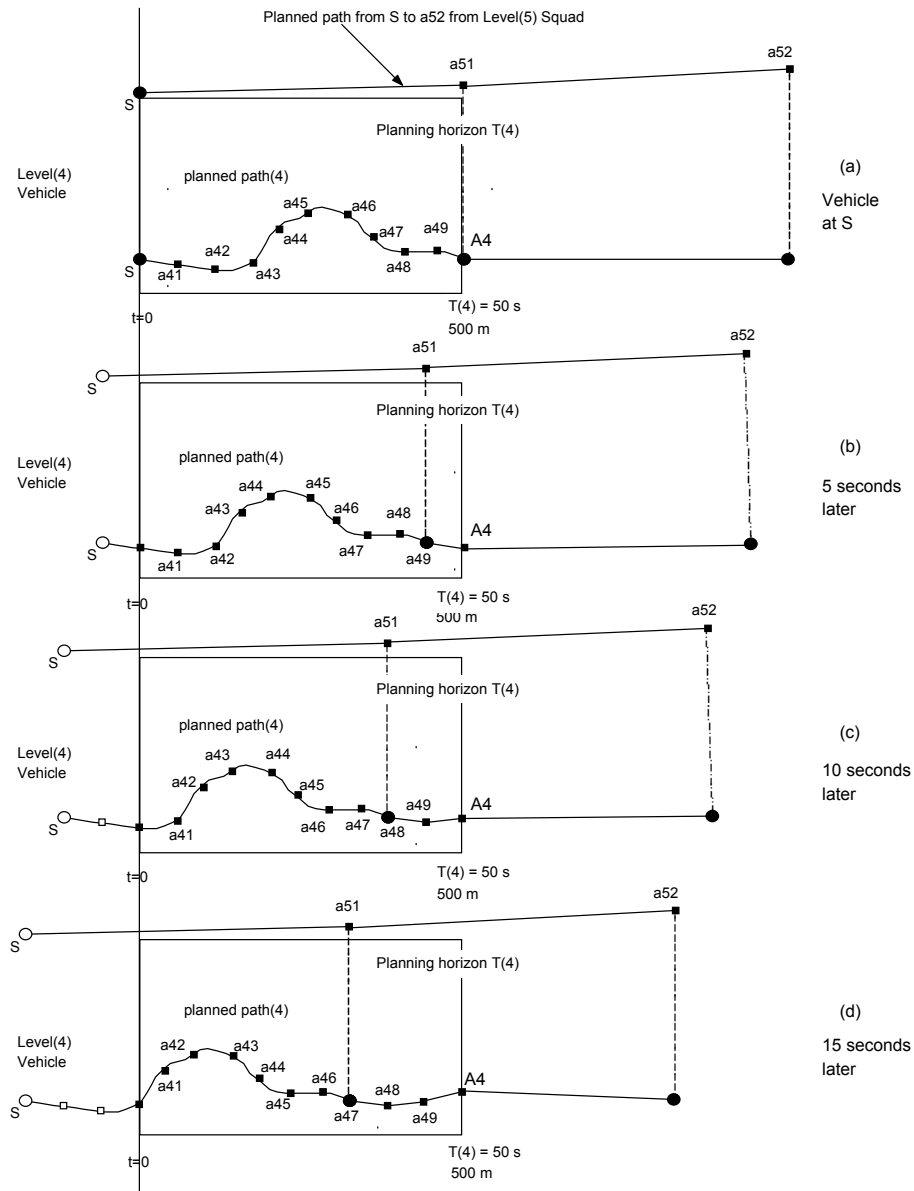 Planned path from S to a52 from Level(5) Squad
a52
a51
S
Planning horizon T(4)
Level(4)
Vehicle
planned path(4)
(a)
Vehicle
at S
a45
a46
a44
a47
a49
A4
a42
S
a41
a43
a48
t=0
T(4) = 50 s
500 m
a52
a51
S
Planning horizon T(4)
Level(4)
Vehicle
planned path(4)
(b)
5 seconds
later
a44
a45
a43
a46
a48
A4
S
a41
a42
a47
a49
t=0
T(4) = 50 s
500 m
a52
a51
S
Planning horizon T(4)
Level(4)
Vehicle
planned path(4)
(c)
10 seconds
later
a43
a44
a42
a45
a49
A4
S
a41
a46
a47
a48
t=0
T(4) = 50 s
500 m
a52
a51
S
Planning horizon T(4)
Level(4)
Vehicle
planned path(4)
(d)
15 seconds
later
a42
a43
a41
a44
a46
a48
A4
S
a45
a47
a49
t=0
T(4) = 50 s
500 m